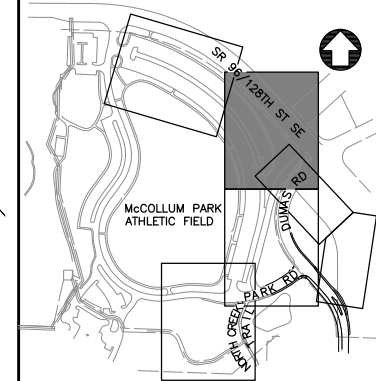 SR 96/128TH ST SE
DUMAS RD
McCOLLUM PARK
ATHLETIC FIELD
PARK RD
NORTH CREEK
TRAIL